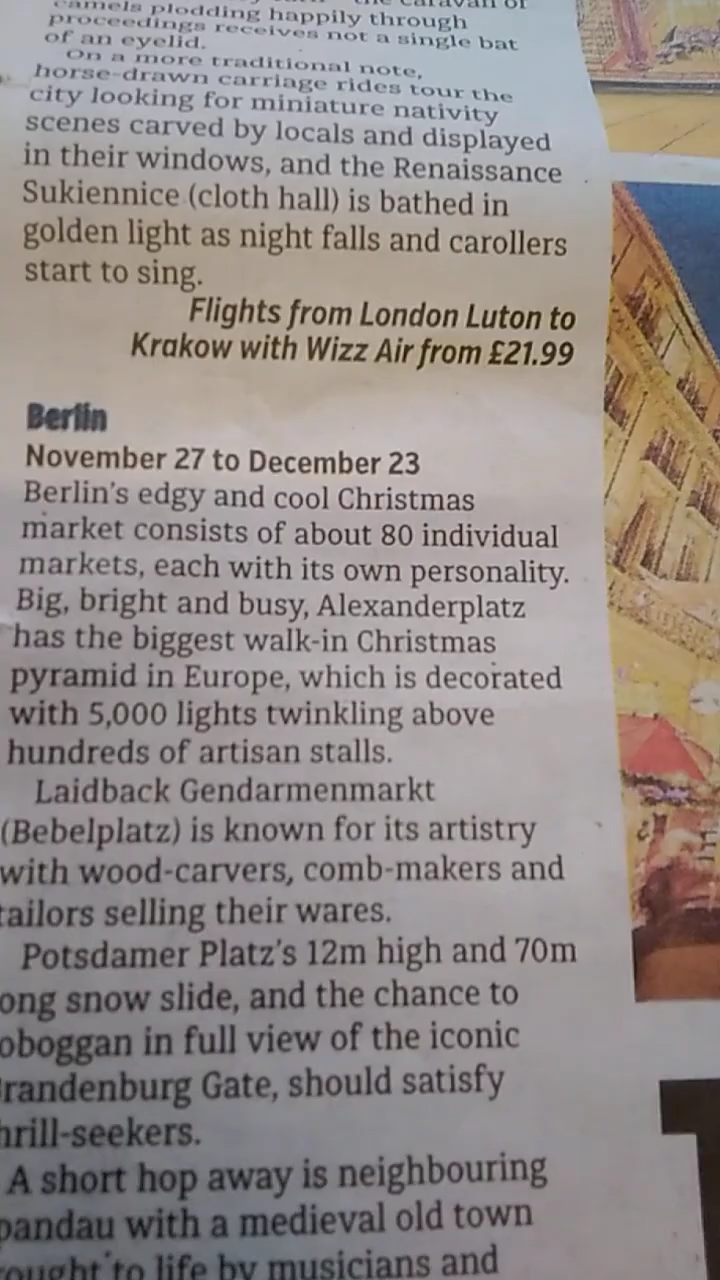 camels plodding happily through
proceedings receives not a single bat
of an eyelid.
On a more traditional note,
horse-drawn carriage rides tour the
city looking for miniature nativity
scenes carved by locals and displayed
in their windows, and the Renaissance
Sukiennice (cloth hall) is bathed in
golden light as night falls and carollers
start to sing.
Flights from London Luton to
Krakow with Wizz Air from £21.99
Berlin
November 27 to December 23
Berlin's edgy and cool Christmas
market consists of about 80 individual
markets, each with its own personality.
Big, bright and busy, Alexanderplatz
has the biggest walk-in Christmas
pyramid in Europe, which is decorated
with 5,000 lights twinkling above
hundreds of artisan stalls.
Laidback Gendarmenmarkt
(Bebelplatz) is known for its artistry
with wood-carvers, comb-makers and
tailors selling their wares.
Potsdamer Platz's 12m high and 70m
ong snow slide, and the chance to
oboggan in full view of the iconic
randenburg Gate, should satisfy
hrill-seekers.
A short hop away is neighbouring
pandau with a medieval old town
rought to life by musicians and